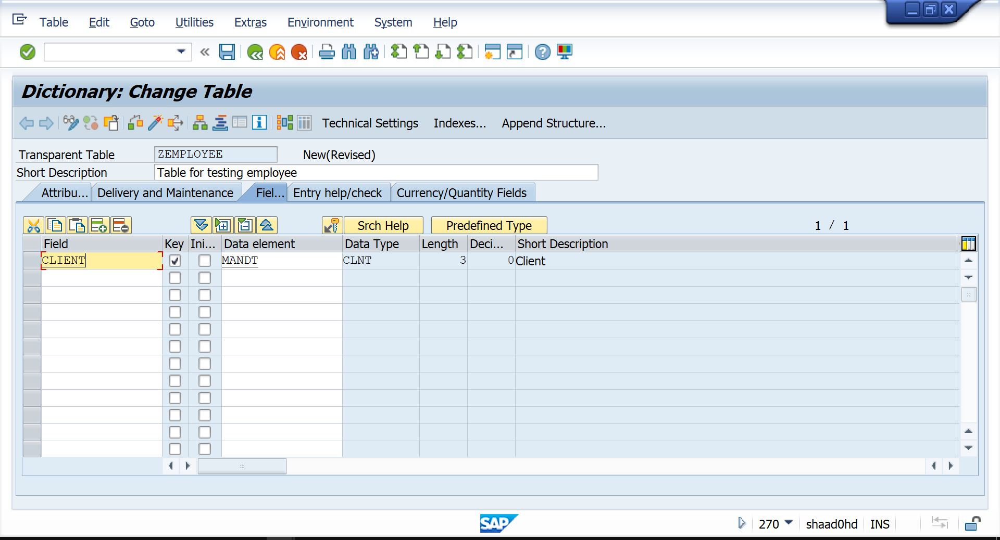 Table Edit Goto Utilities Extras Environment System Help
Dictionary: Change Table
Technical Settings Indexes... Append Structure...
Transparent Table ZEMPLOYEE New(Revised)
Short Description Table for testing employee
Attribu... Delivery and Maintenance Fiel... Entry help/check Currency/Quantity Fields
Srch Help Predefined Type 1 / 1
Field Key Ini... Data element Data Type Length Deci... Short Description
CLIENT MANDT CLNT 3 0 Client
SAP 270 shaad0hd INS